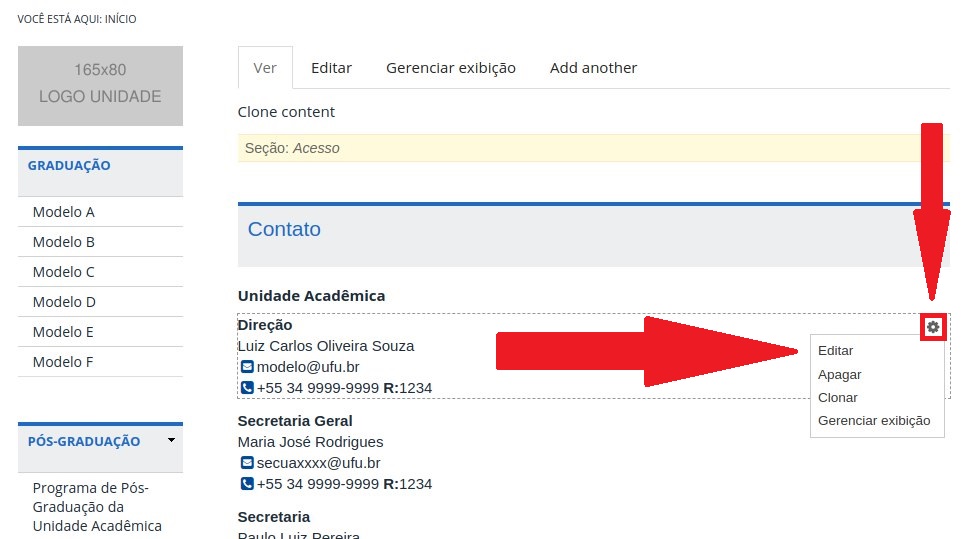 VOCÊ ESTÁ AQUI: INÍCIO
165x80
LOGO UNIDADE
GRADUAÇÃO
Modelo A
Modelo B
Modelo C
Modelo D
Modelo E
Modelo F
PÓS-GRADUAÇÃO
Programa de Pós-
Graduação da
Unidade Acadêmica
Ver Editar Gerenciar exibição Add another
Clone content
Seção: Acesso
Contato
Unidade Acadêmica
Direção
Luiz Carlos Oliveira Souza
modelo@ufu.br
+55 34 9999-9999 R:1234
Editar
Apagar
Clonar
Gerenciar exibição
Secretaria Geral
Maria José Rodrigues
secuaxxxx@ufu.br
+55 34 9999-9999 R:1234
Secretaria
Paulo Luiz Pereira